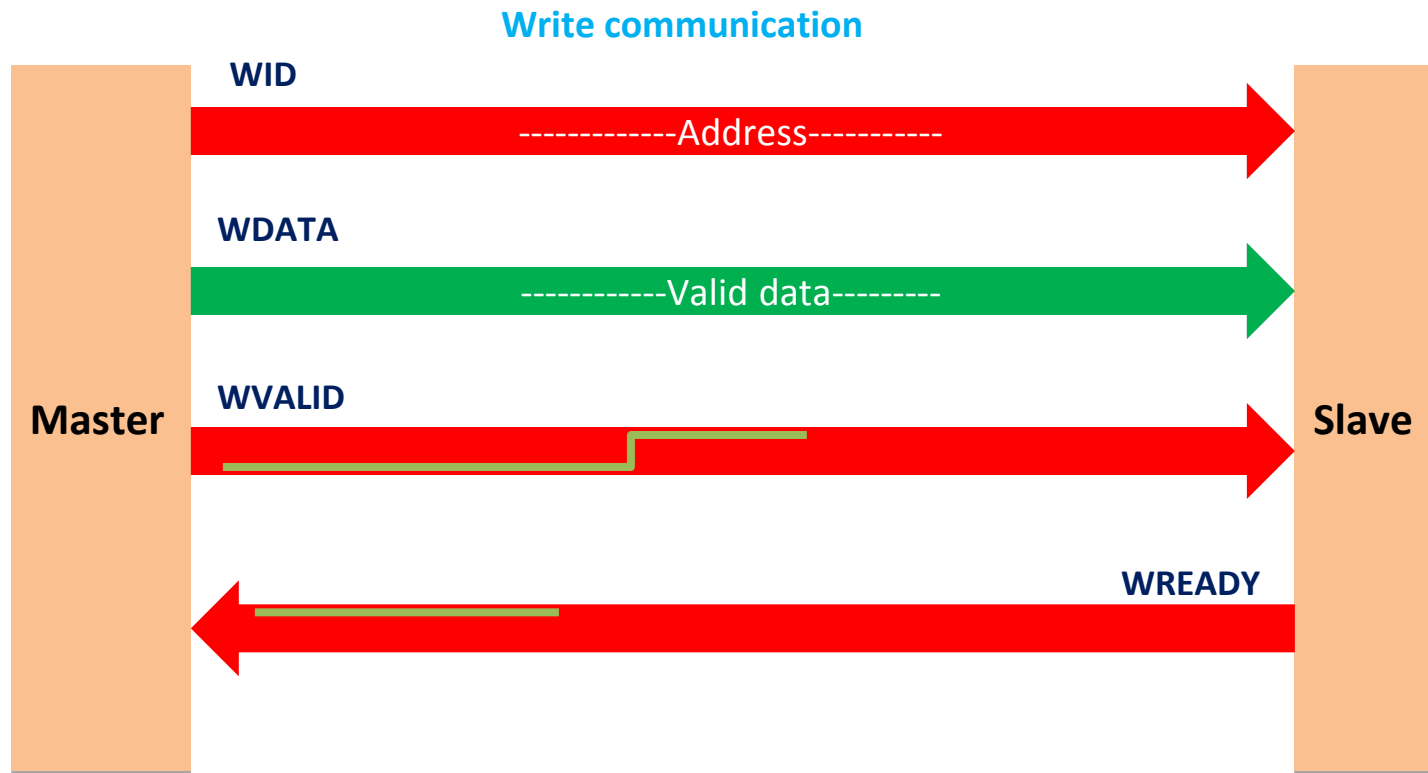 Write communication
WID
-------------Address-----------
WDATA
------------Valid data---------
WVALID
Master
Slave
WREADY